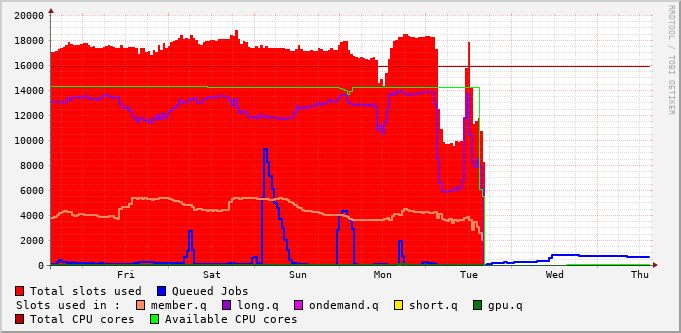 RRDTOOL / TOBI OETIKER
20000
18000
16000
14000
12000
10000
8000
6000
4000
2000
0
Fri Sat Sun Mon Tue Wed Thu
Total slots used Queued Jobs
Slots used in : member.q long.q ondemand.q short.q gpu.q
Total CPU cores Available CPU cores